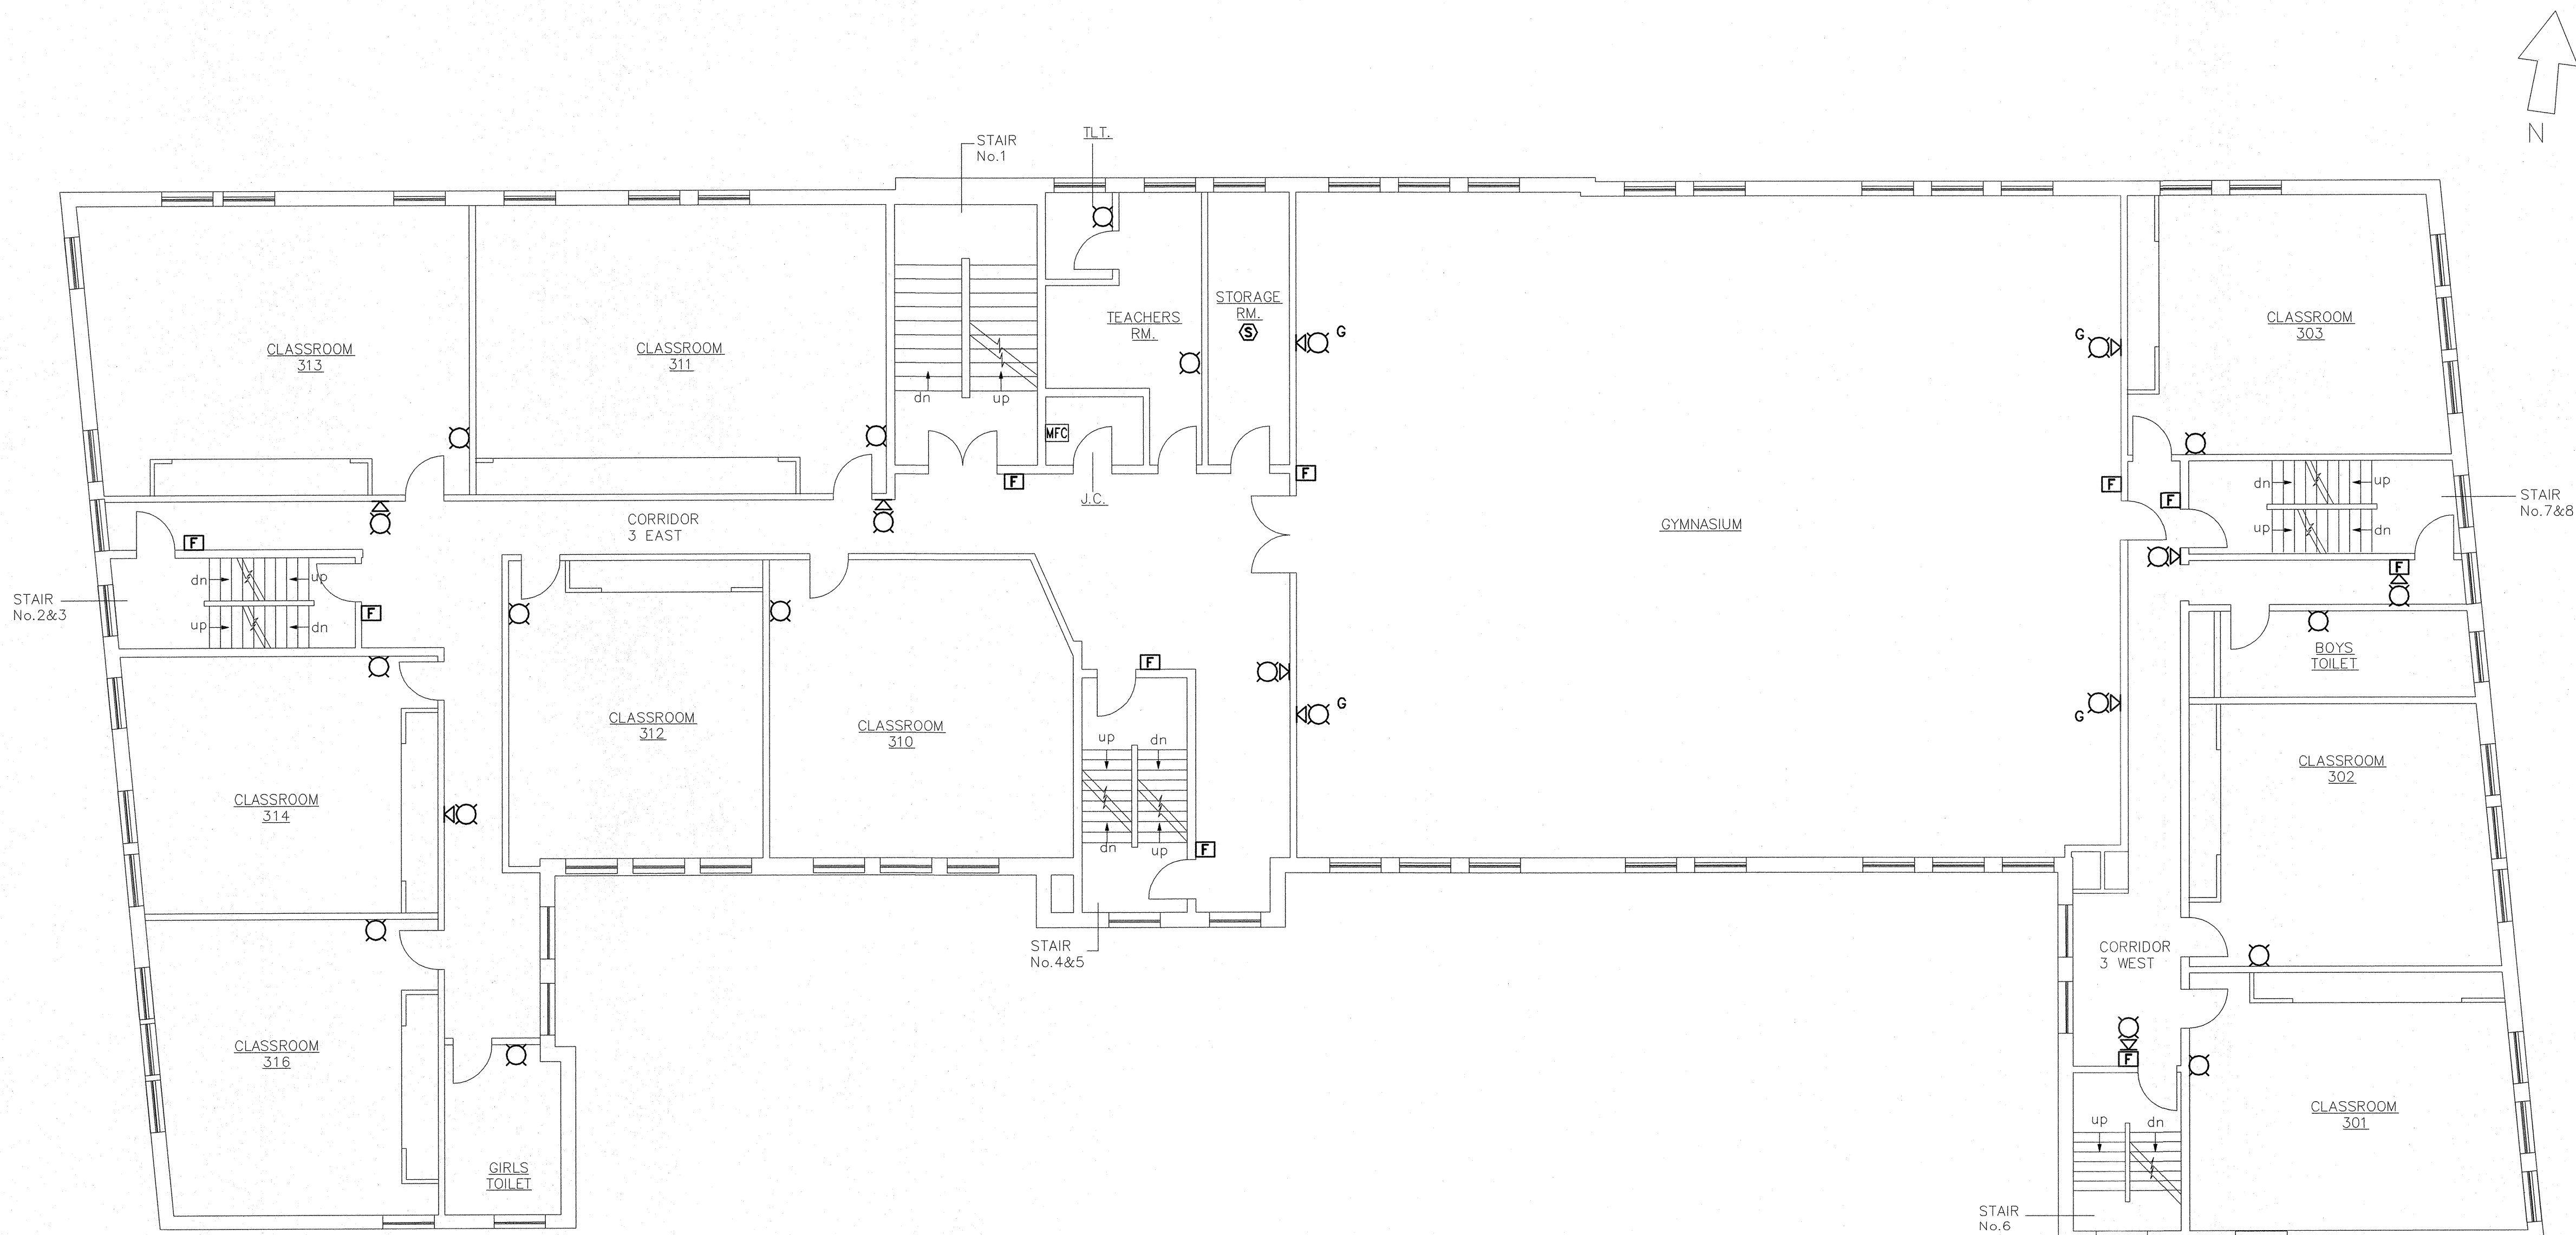 N
STAIR
No.1
TLT.
CLASSROOM
313
CLASSROOM
311
dn
up
TEACHERS
RM.
STORAGE
RM.
S
G
G
CLASSROOM
303
MFC
F
F
J.C.
CORRIDOR
3 EAST
GYMNASIUM
F
F
dn
up
up
dn
STAIR
No.7&8
F
F
STAIR
No.2&3
dn
up
up
dn
F
F
BOYS
TOILET
CLASSROOM
312
CLASSROOM
310
G
G
CLASSROOM
302
up
dn
dn
up
F
CLASSROOM
314
STAIR
No.4&5
CORRIDOR
3 WEST
CLASSROOM
316
F
CLASSROOM
301
up
dn
GIRLS
TOILET
STAIR
No.6